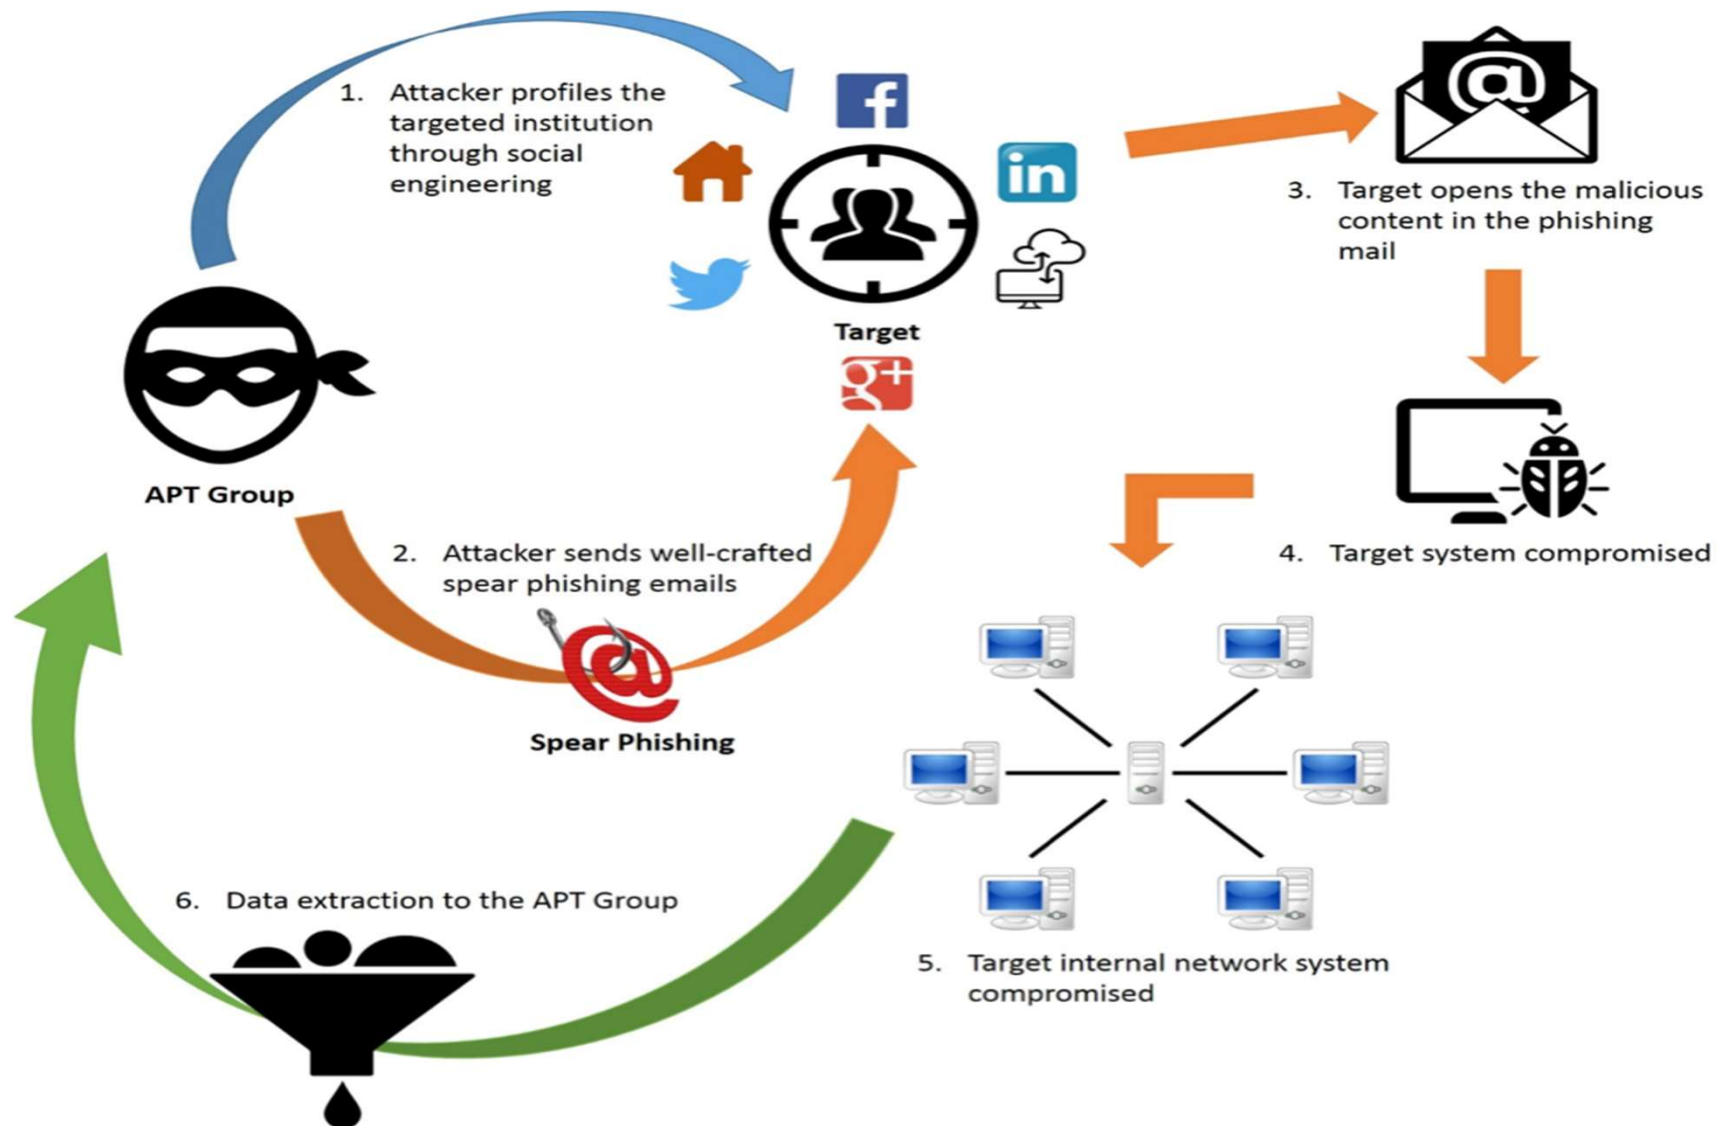 1. Attacker profiles the
targeted institution
through social
engineering
f
in
Target
g+
@
3. Target opens the malicious
content in the phishing
mail
APT Group
2. Attacker sends well-crafted
spear phishing emails
@
Spear Phishing
4. Target system compromised
5. Target internal network system
compromised
6. Data extraction to the APT Group